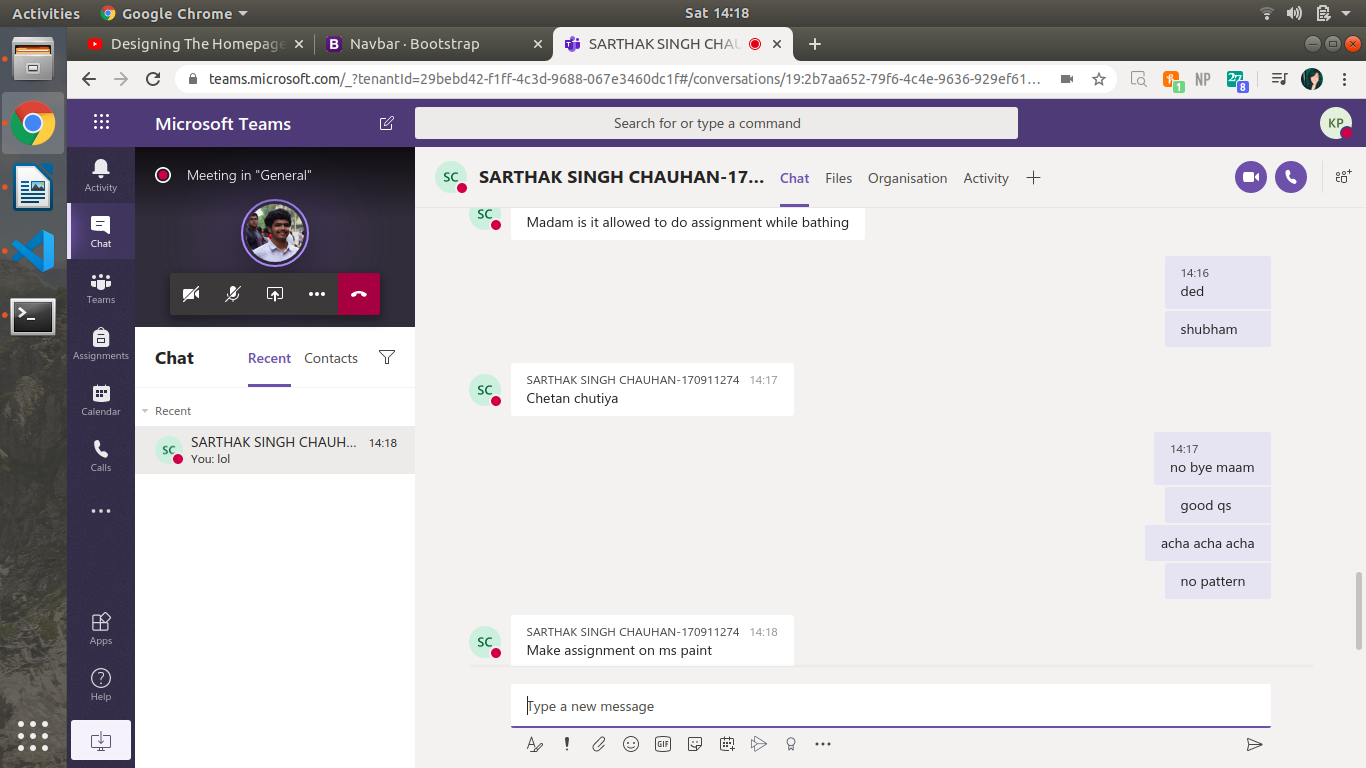 Activities
Google Chrome
Sat 14:18
Designing The Homepage
Navbar · Bootstrap
SARTHAK SINGH CHAU
teams.microsoft.com/_?tenantId=29bebd42-f1ff-4c3d-9688-067e3460dc1f#/conversations/19:2b7aa652-79f6-4c4e-9636-929ef61...
1
NP
27
8
Microsoft Teams
Search for or type a command
KP
Activity
Chat
Teams
Assignments
Calendar
Calls
Apps
Help
Meeting in "General"
Chat
Recent
Contacts
Recent
SC
SARTHAK SINGH CHAUH...
14:18
You: lol
SC
SARTHAK SINGH CHAUHAN-17...
Chat
Files
Organisation
Activity
SC
Madam is it allowed to do assignment while bathing
14:16
ded
shubham
SC
SARTHAK SINGH CHAUHAN-170911274 14:17
Chetan chutiya
14:17
no bye maam
good qs
acha acha acha
no pattern
SC
SARTHAK SINGH CHAUHAN-170911274 14:18
Make assignment on ms paint
Type a new message
GIF